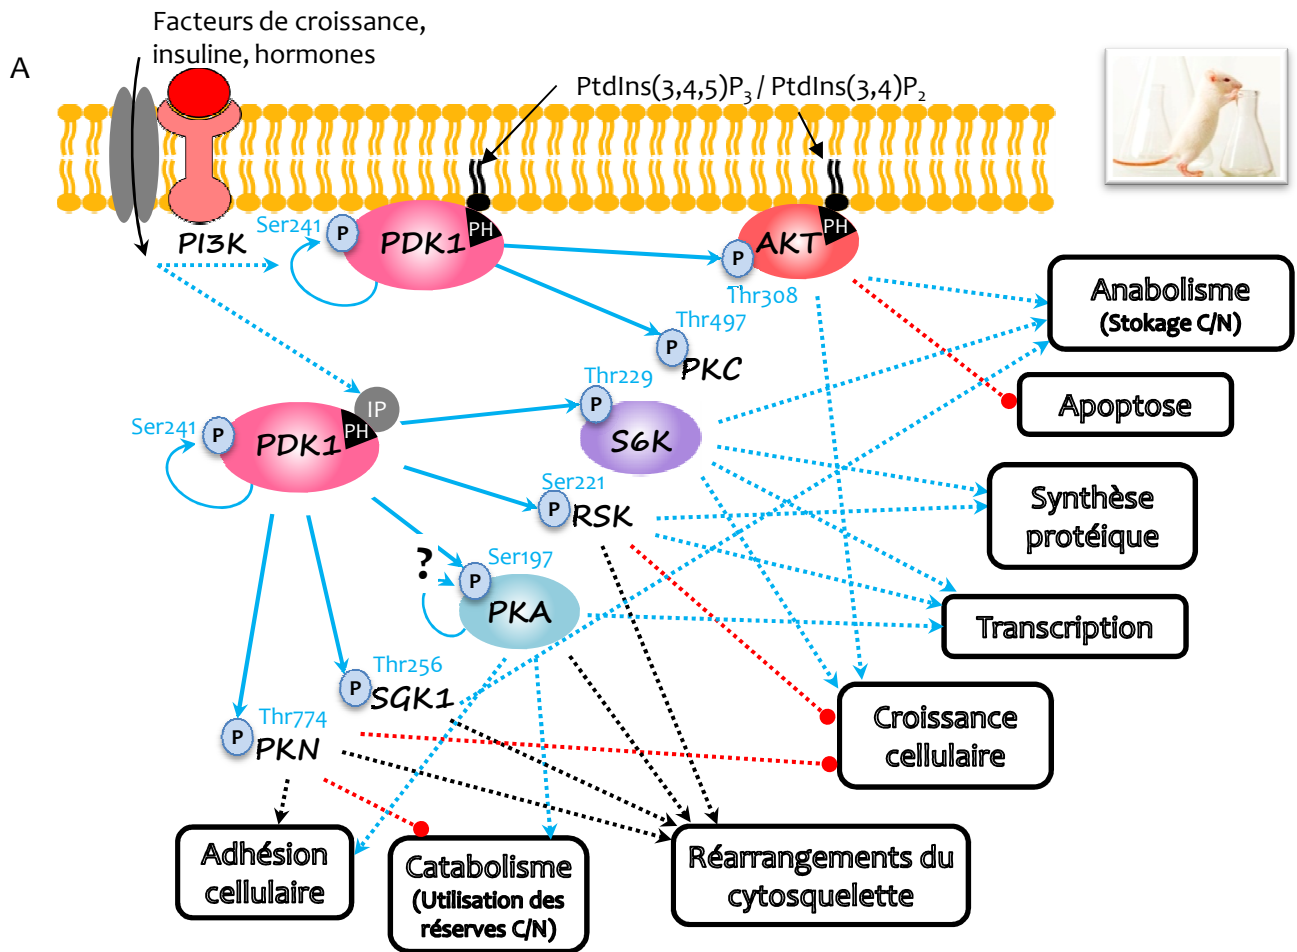 Facteurs de croissance,
insuline, hormones
A
PtdIns(3,4,5)P₃ / PtdIns(3,4)P₂
Ser241
P
PI3K
PDK1
PH
P
AKT
PH
Thr308
Thr497
P
PKC
Anabolisme
(Stokage C/N)
Apoptose
Thr229
P
S6K
IP
PH
Ser241
P
PDK1
Ser221
P
RSK
Synthèse
protéique
?
Ser197
P
PKA
Transcription
Thr256
P
SGK1
Thr774
P
PKN
Croissance
cellulaire
Adhésion
cellulaire
Catabolisme
(Utilisation des
réserves C/N)
Réarrangements du
cytosquelette